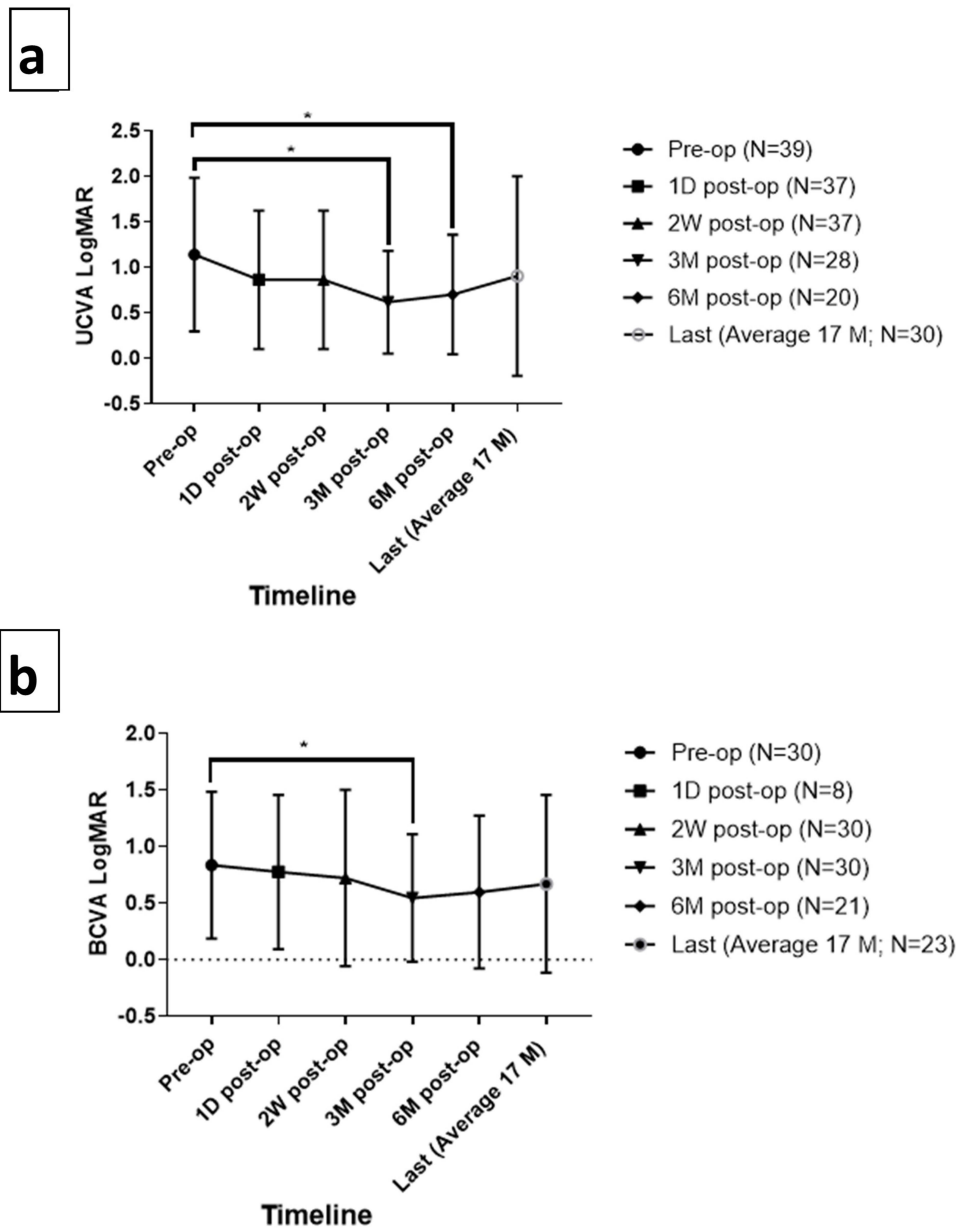 a
*
*
2.5
2.0
1.5
1.0
0.5
0.0
-0.5
UCVA LogMAR
Pre-op
1D post-op
2W post-op
3M post-op
6M post-op
Last (Average 17 M)
Timeline
Pre-op (N=39)
1D post-op (N=37)
2W post-op (N=37)
3M post-op (N=28)
6M post-op (N=20)
Last (Average 17 M; N=30)
b
*
2.0
1.5
1.0
0.5
0.0
-0.5
BCVA LogMAR
Pre-op
1D post-op
2W post-op
3M post-op
6M post-op
Last (Average 17 M)
Timeline
Pre-op (N=30)
1D post-op (N=8)
2W post-op (N=30)
3M post-op (N=30)
6M post-op (N=21)
Last (Average 17 M; N=23)